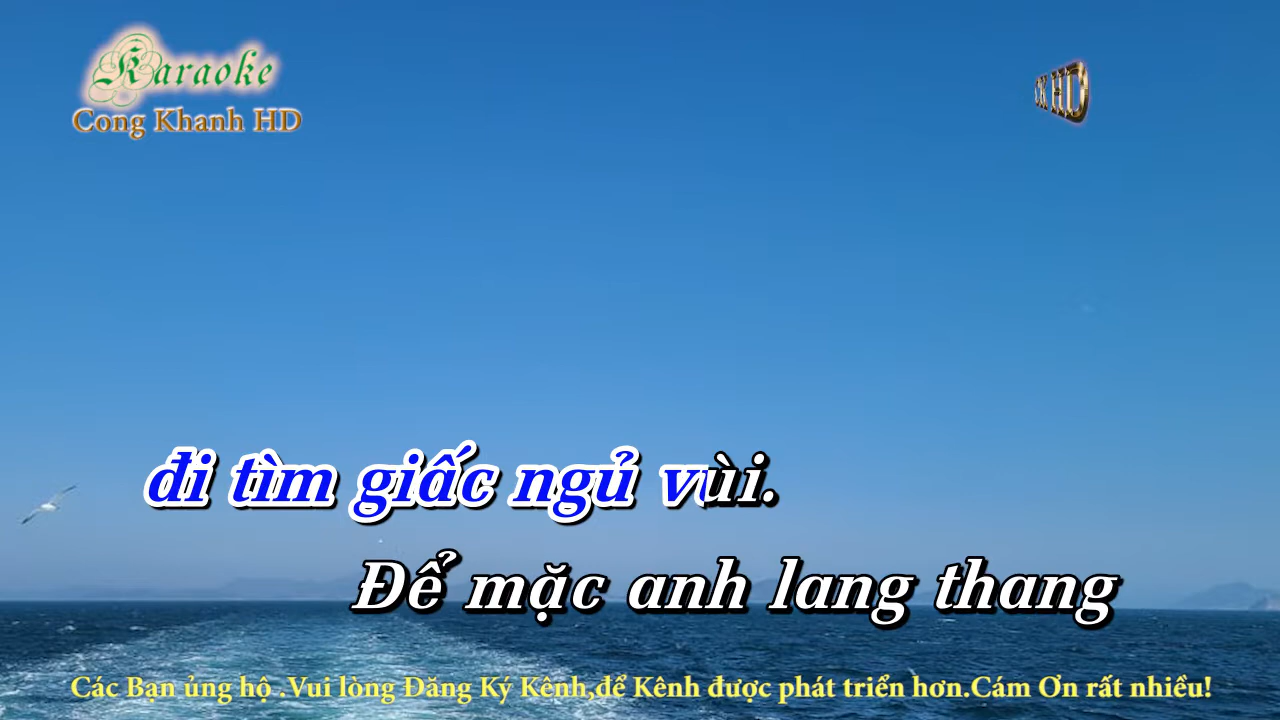 Karaoke
Cong Khanh HD
CK HD
đi tìm giấc ngủ vùi.
Để mặc anh lang thang
Các Bạn ủng hộ .Vui lòng Đăng Ký Kênh,để Kênh được phát triển hơn.Cám Ơn rất nhiều!